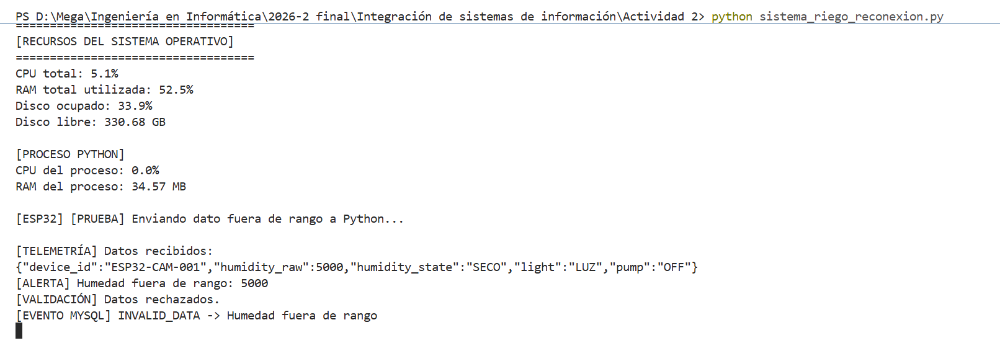 PS D:\Mega\Ingeniería en Informática\2026-2 final\Integración de sistemas de información\Actividad 2> python sistema_riego_reconexion.py
===================================
[RECURSOS DEL SISTEMA OPERATIVO]
===================================
CPU total: 5.1%
RAM total utilizada: 52.5%
Disco ocupado: 33.9%
Disco libre: 330.68 GB
[PROCESO PYTHON]
CPU del proceso: 0.0%
RAM del proceso: 34.57 MB
[ESP32] [PRUEBA] Enviando dato fuera de rango a Python...
[TELEMETRÍA] Datos recibidos:
{"device_id":"ESP32-CAM-001","humidity_raw":5000,"humidity_state":"SECO","light":"LUZ","pump":"OFF"}
[ALERTA] Humedad fuera de rango: 5000
[VALIDACIÓN] Datos rechazados.
[EVENTO MYSQL] INVALID_DATA -> Humedad fuera de rango